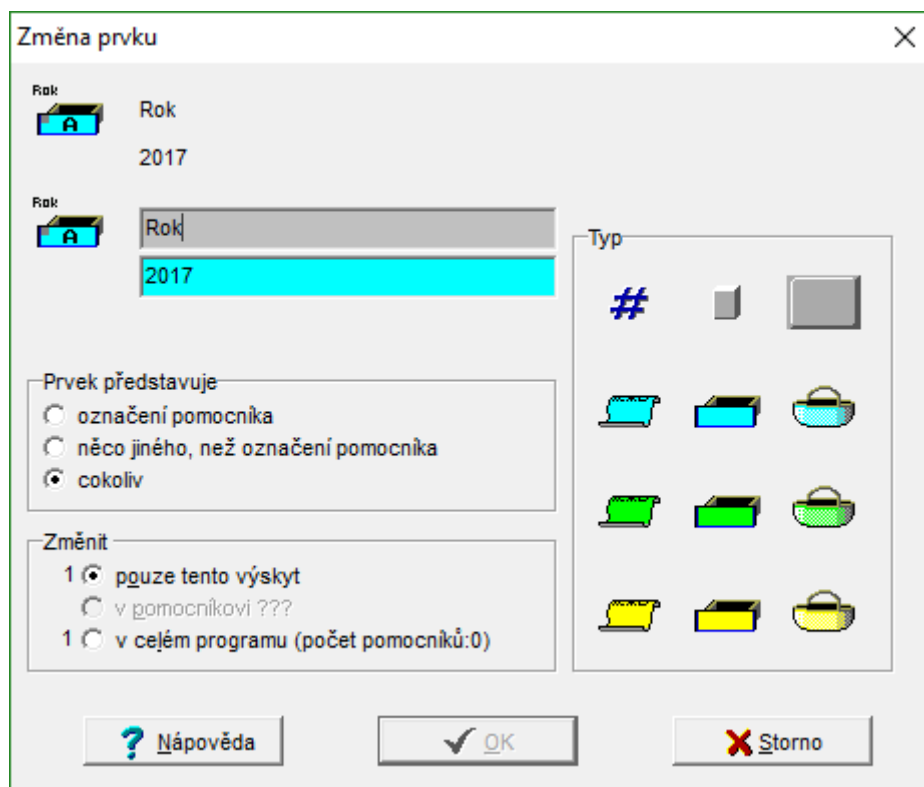 Změna prvku
Rok
A
Rok
2017
Rok
A
Rok
2017
Typ
#
Prvek představuje
označení pomocníka
něco jiného, než označení pomocníka
cokoliv
Změnit
1 pouze tento výskyt
v pomocníkovi ???
1 v celém programu (počet pomocníků:0)
? Nápověda
OK
Storno